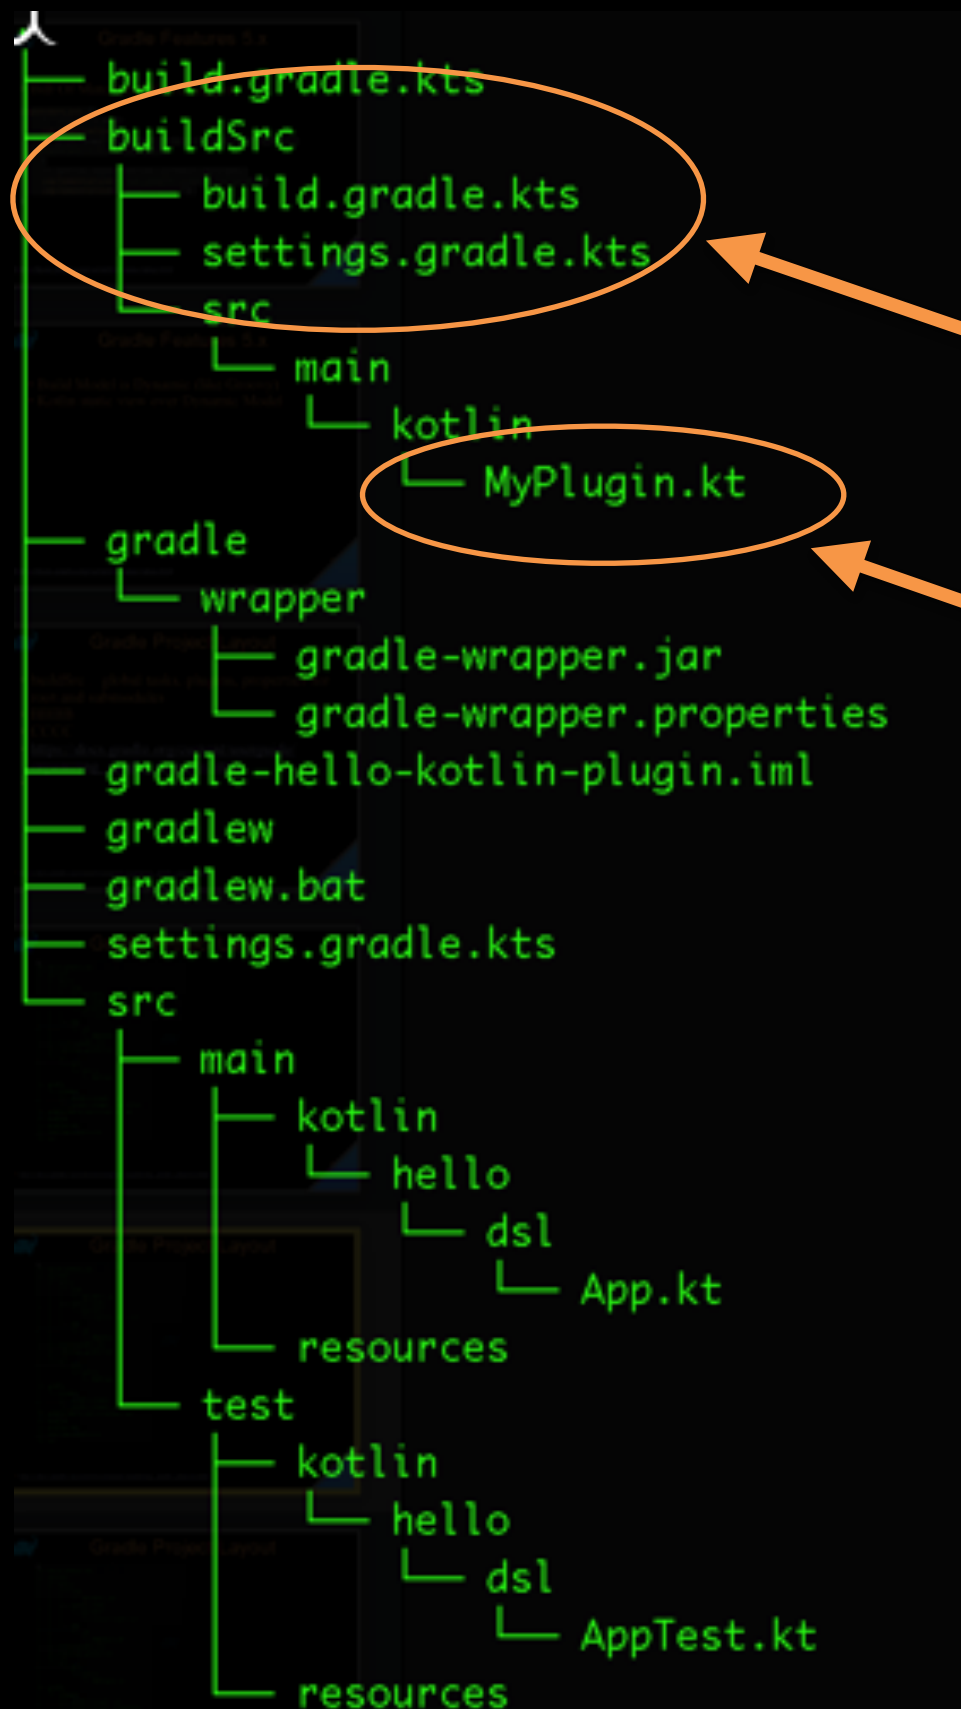 build.gradle.kts
buildSrc
build.gradle.kts
settings.gradle.kts
src
main
kotlin
MyPlugin.kt
gradle
wrapper
gradle-wrapper.jar
gradle-wrapper.properties
gradle-hello-kotlin-plugin.iml
gradlew
gradlew.bat
settings.gradle.kts
src
main
kotlin
hello
dsl
App.kt
resources
test
kotlin
hello
dsl
AppTest.kt
resources